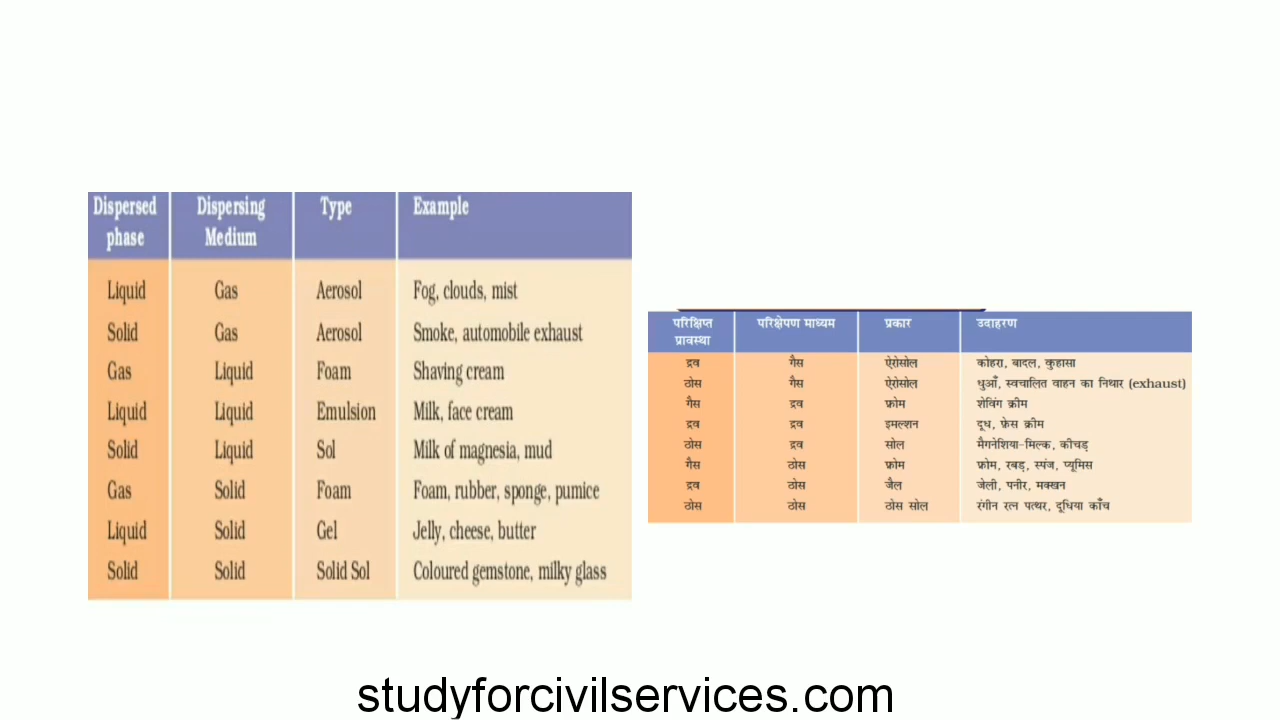 Dispersed phase Dispersing Medium Type Example
Liquid Gas Aerosol Fog, clouds, mist
Solid Gas Aerosol Smoke, automobile exhaust
Gas Liquid Foam Shaving cream
Liquid Liquid Emulsion Milk, face cream
Solid Liquid Sol Milk of magnesia, mud
Gas Solid Foam Foam, rubber, sponge, pumice
Liquid Solid Gel Jelly, cheese, butter
Solid Solid Solid Sol Coloured gemstone, milky glass
परिक्षिप्त प्रावस्था परिक्षेपण माध्यम प्रकार उदाहरण
द्रव गैस ऐरोसोल कोहरा, बादल, कुहासा
ठोस गैस ऐरोसोल धुआँ, स्वचालित वाहन का निथार (exhaust)
गैस द्रव फ़ोम शेविंग क्रीम
द्रव द्रव इमल्शन दूध, फ़ेस क्रीम
ठोस द्रव सोल मैगनेशिया-मिल्क, कीचड़
गैस ठोस फ़ोम फ़ोम, रबड़, स्पंज, प्यूमिस
द्रव ठोस जैल जेली, पनीर, मक्खन
ठोस ठोस ठोस सोल रंगीन रत्न पत्थर, दूधिया काँच
studyforcivilservices.com